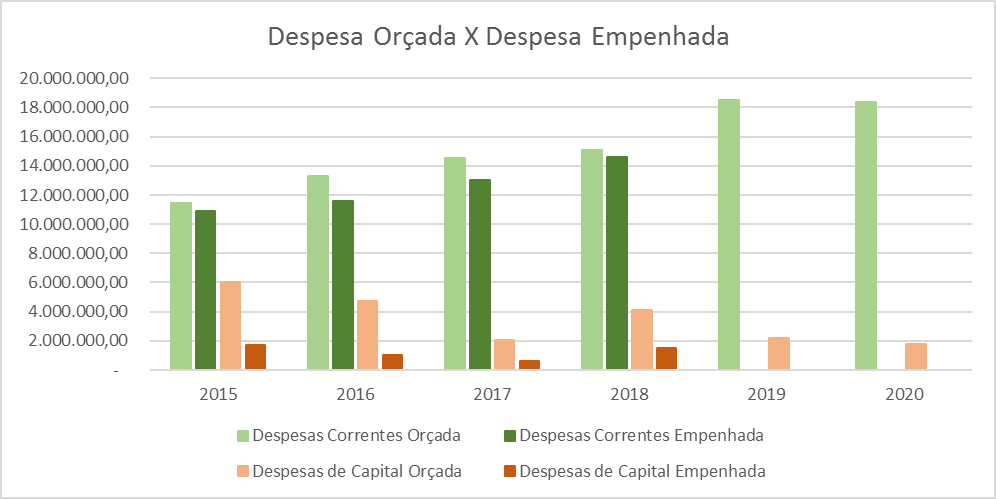 Despesa Orçada X Despesa Empenhada
20.000.000,00
18.000.000,00
16.000.000,00
14.000.000,00
12.000.000,00
10.000.000,00
8.000.000,00
6.000.000,00
4.000.000,00
2.000.000,00
-
2015 2016 2017 2018 2019 2020
Despesas Correntes Orçada Despesas Correntes Empenhada
Despesas de Capital Orçada Despesas de Capital Empenhada